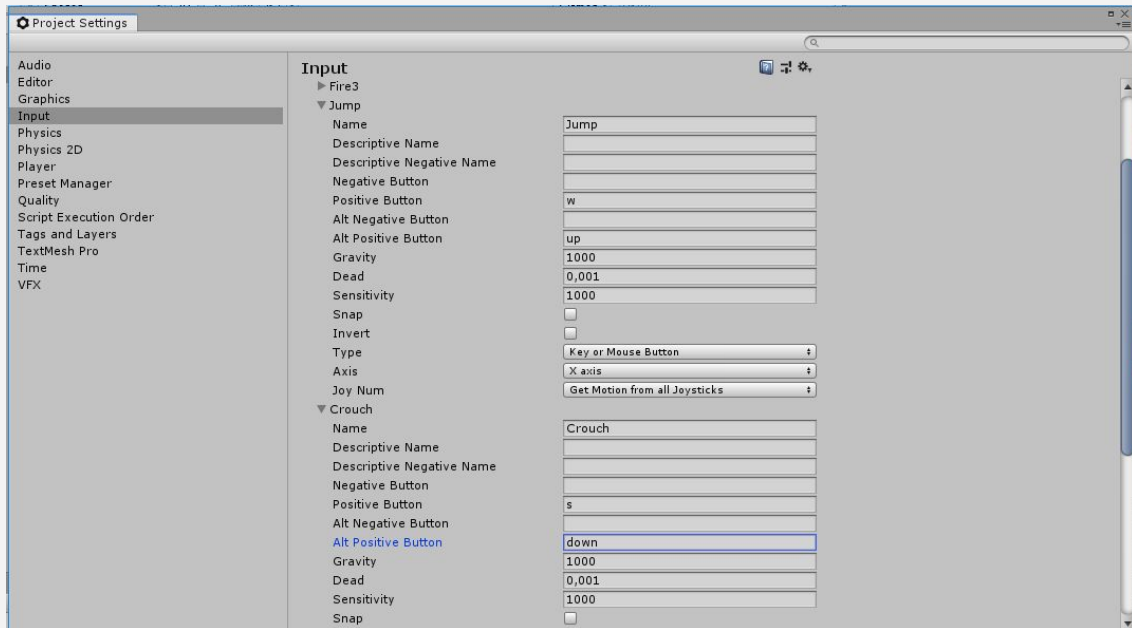 Project Settings
Audio
Editor
Graphics
Input
Physics
Physics 2D
Player
Preset Manager
Quality
Script Execution Order
Tags and Layers
TextMesh Pro
Time
VFX
Input
Fire3
Jump
Name Jump
Descriptive Name
Descriptive Negative Name
Negative Button
Positive Button w
Alt Negative Button
Alt Positive Button up
Gravity 1000
Dead 0,001
Sensitivity 1000
Snap
Invert
Type Key or Mouse Button
Axis X axis
Joy Num Get Motion from all Joysticks
Crouch
Name Crouch
Descriptive Name
Descriptive Negative Name
Negative Button
Positive Button s
Alt Negative Button
Alt Positive Button down
Gravity 1000
Dead 0,001
Sensitivity 1000
Snap